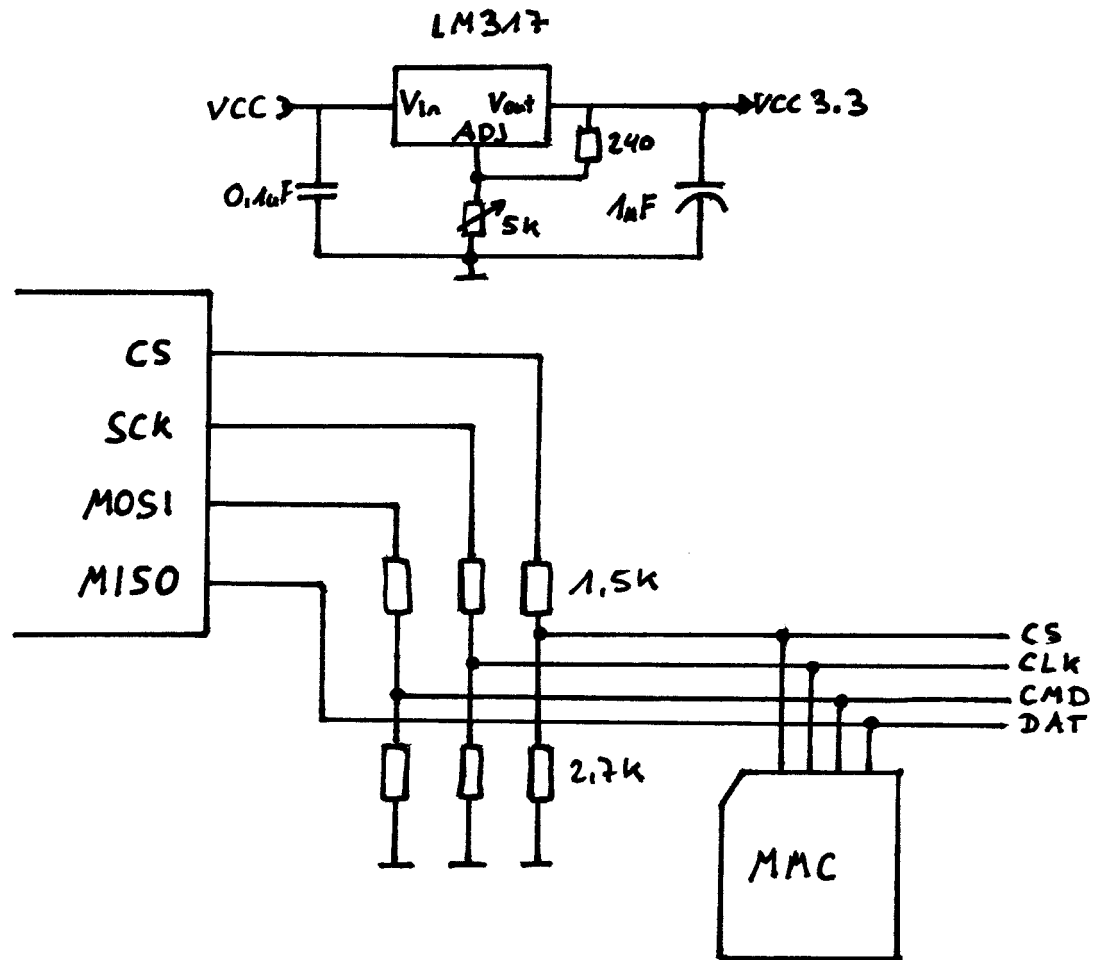 LM317
VCC Vin Vout VCC 3.3
ADJ
240
0.1uF 5K 1µF
CS
SCK
MOSI
MISO
1.5K
CS
CLK
CMD
DAT
2.7K
MMC